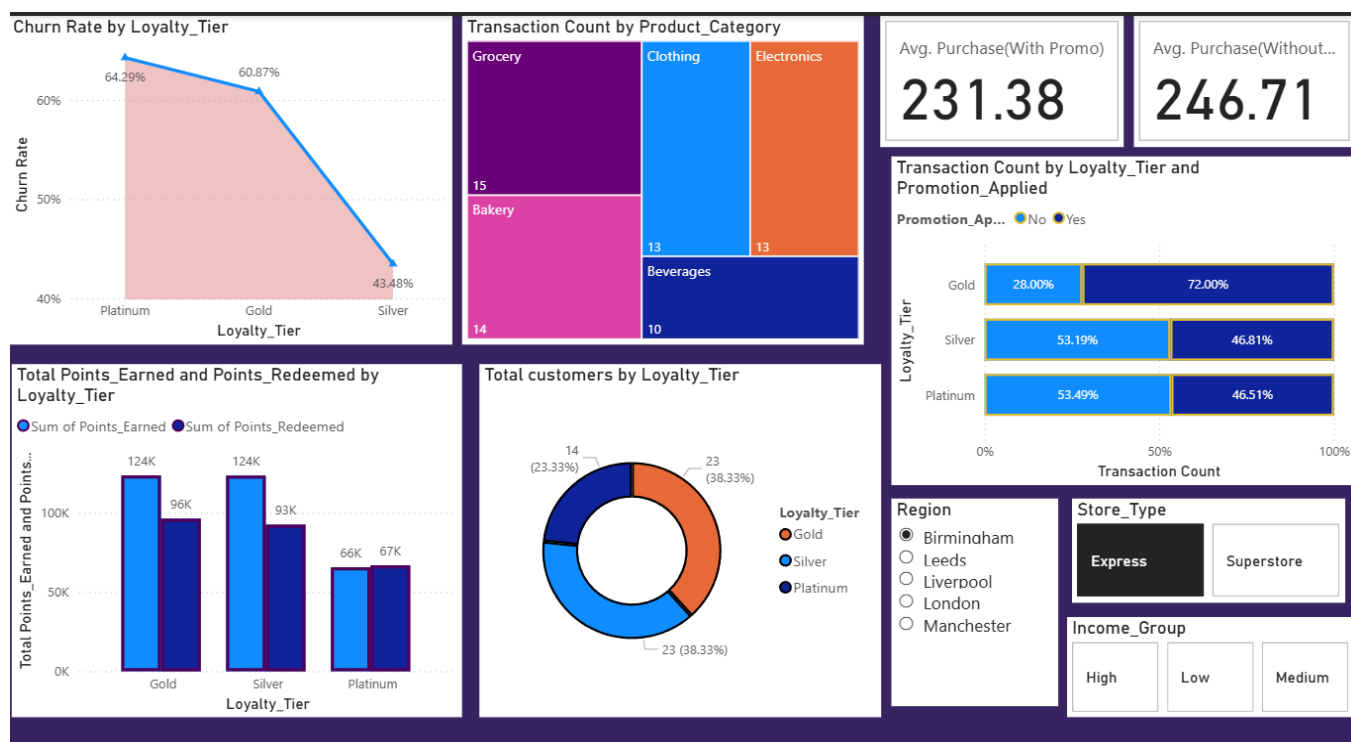 Churn Rate by Loyalty_Tier
64.29%
60.87%
43.48%
60%
50%
40%
Churn Rate
Platinum
Gold
Silver
Loyalty_Tier
Transaction Count by Product_Category
Grocery
15
Bakery
14
Clothing
13
Electronics
13
Beverages
10
Avg. Purchase(With Promo)
231.38
Avg. Purchase(Without...
246.71
Transaction Count by Loyalty_Tier and
Promotion_Applied
Promotion_Ap... No Yes
Loyalty_Tier
Gold 28.00% 72.00%
Silver 53.19% 46.81%
Platinum 53.49% 46.51%
0% 50% 100%
Transaction Count
Total Points_Earned and Points_Redeemed by
Loyalty_Tier
Sum of Points_Earned Sum of Points_Redeemed
Total Points_Earned and Points...
100K
50K
0K
124K
96K
124K
93K
66K
67K
Gold
Silver
Platinum
Loyalty_Tier
Total customers by Loyalty_Tier
14
(23.33%)
23
(38.33%)
23 (38.33%)
Loyalty_Tier
Gold
Silver
Platinum
Region
Birmingham
Leeds
Liverpool
London
Manchester
Store_Type
Express
Superstore
Income_Group
High
Low
Medium